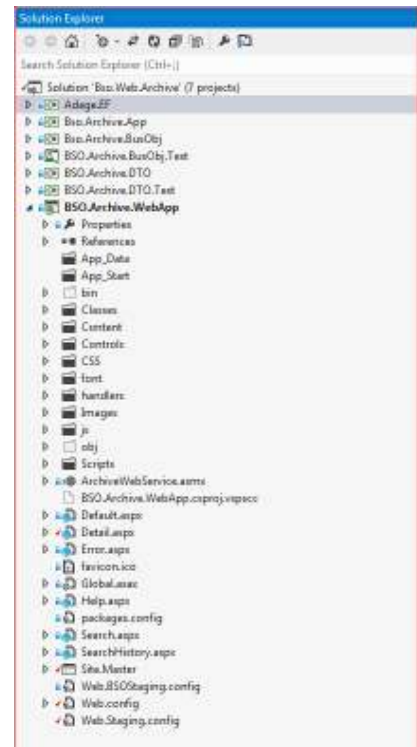 Solution Explorer
Search Solution Explorer (Ctrl+;)
Solution 'Bso.Web.Archive' (7 projects)
Adage.EF
Bso.Archive.App
Bso.Archive.BusObj
BSO.Archive.BusObj.Test
BSO.Archive.DTO
BSO.Archive.DTO.Test
BSO.Archive.WebApp
Properties
References
App_Data
App_Start
bin
Classes
Content
Controls
CSS
font
handlers
Images
js
obj
Scripts
ArchiveWebService.asmx
BSO.Archive.WebApp.csproj.vspscc
Default.aspx
Detail.aspx
Error.aspx
favicon.ico
Global.asax
Help.aspx
packages.config
Search.aspx
SearchHistory.aspx
Site.Master
Web.BSOStaging.config
Web.config
Web.Staging.config